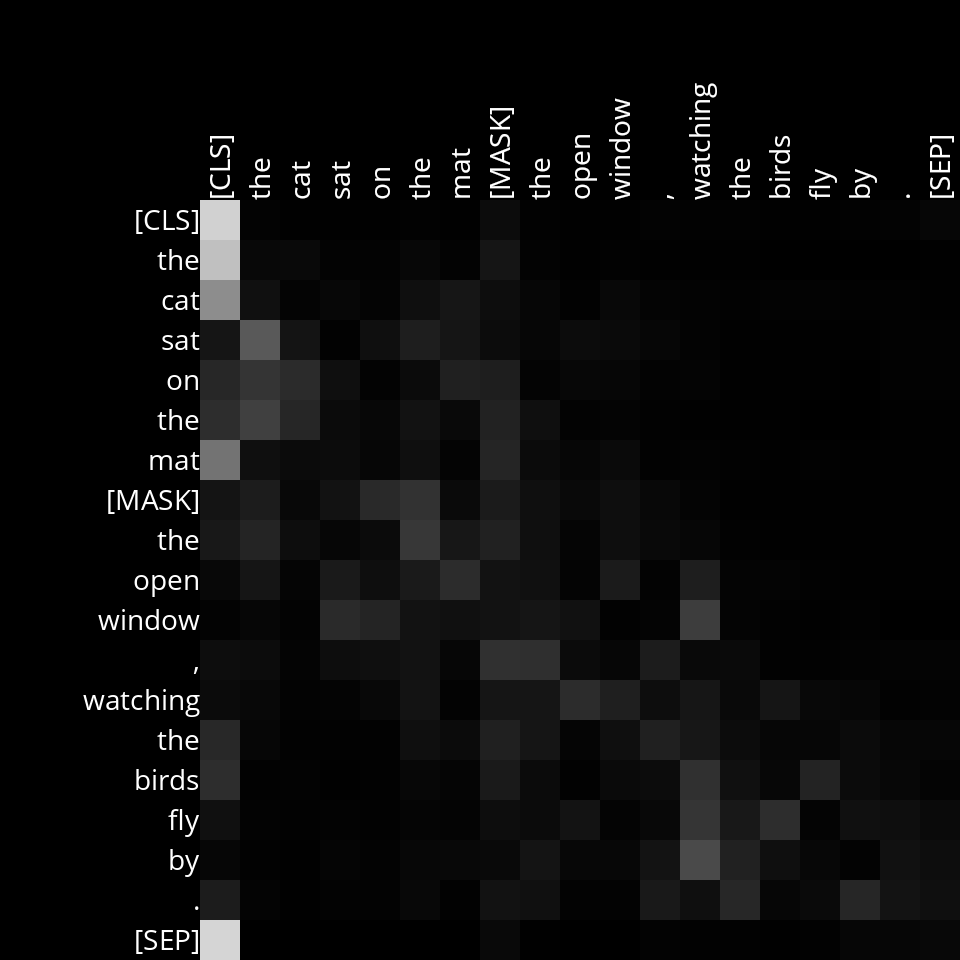 [CLS] the cat sat on the mat [MASK] the open window , watching the birds fly by . [SEP]
[CLS]
the
cat
sat
on
the
mat
[MASK]
the
open
window
,
watching
the
birds
fly
by
.
[SEP]